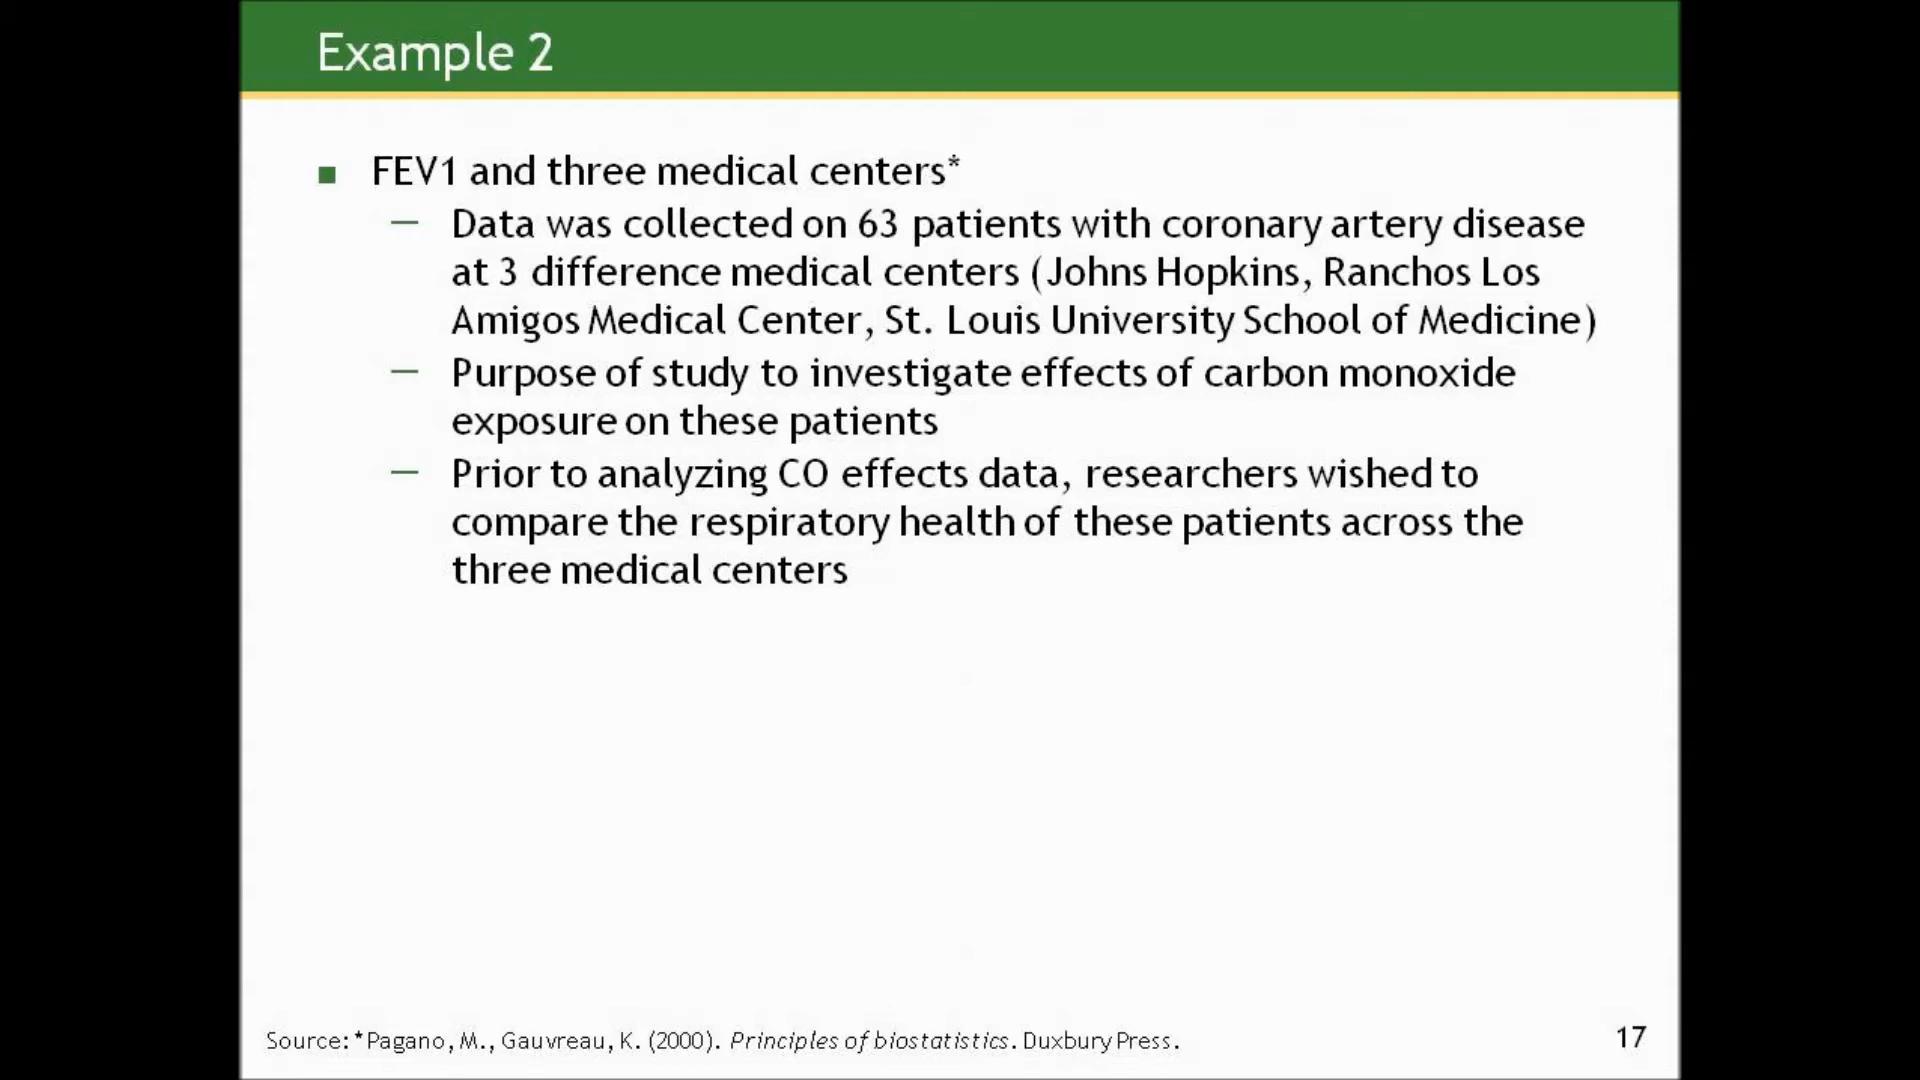 Example 2
■ FEV1 and three medical centers*
— Data was collected on 63 patients with coronary artery disease
at 3 difference medical centers (Johns Hopkins, Ranchos Los
Amigos Medical Center, St. Louis University School of Medicine)
— Purpose of study to investigate effects of carbon monoxide
exposure on these patients
— Prior to analyzing CO effects data, researchers wished to
compare the respiratory health of these patients across the
three medical centers
Source: *Pagano, M., Gauvreau, K. (2000). Principles of biostatistics. Duxbury Press.
17